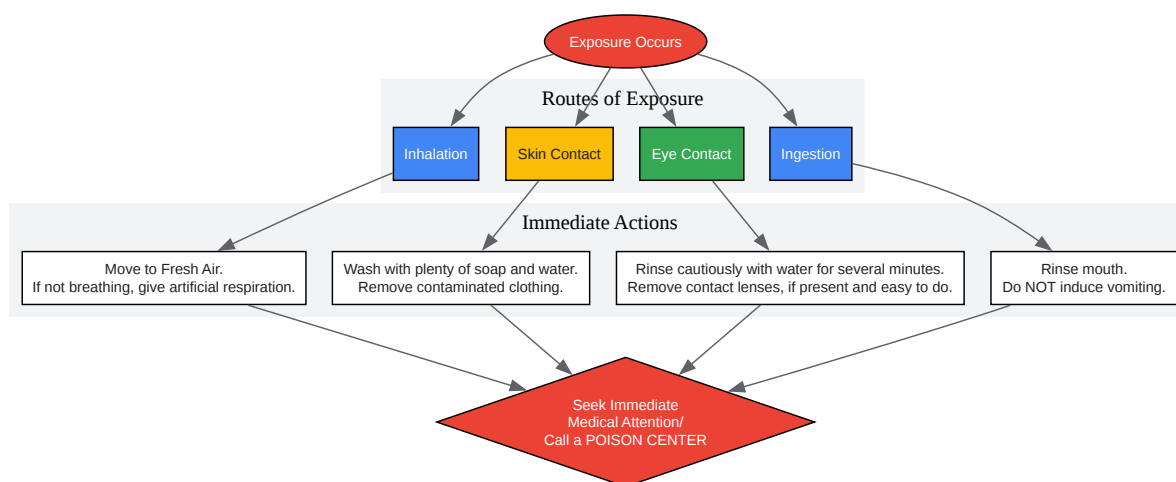 Exposure Occurs
Routes of Exposure
Inhalation
Skin Contact
Eye Contact
Ingestion
Immediate Actions
Move to Fresh Air.
If not breathing, give artificial respiration.
Wash with plenty of soap and water.
Remove contaminated clothing.
Rinse cautiously with water for several minutes.
Remove contact lenses, if present and easy to do.
Rinse mouth.
Do NOT induce vomiting.
Seek Immediate
Medical Attention/
Call a POISON CENTER